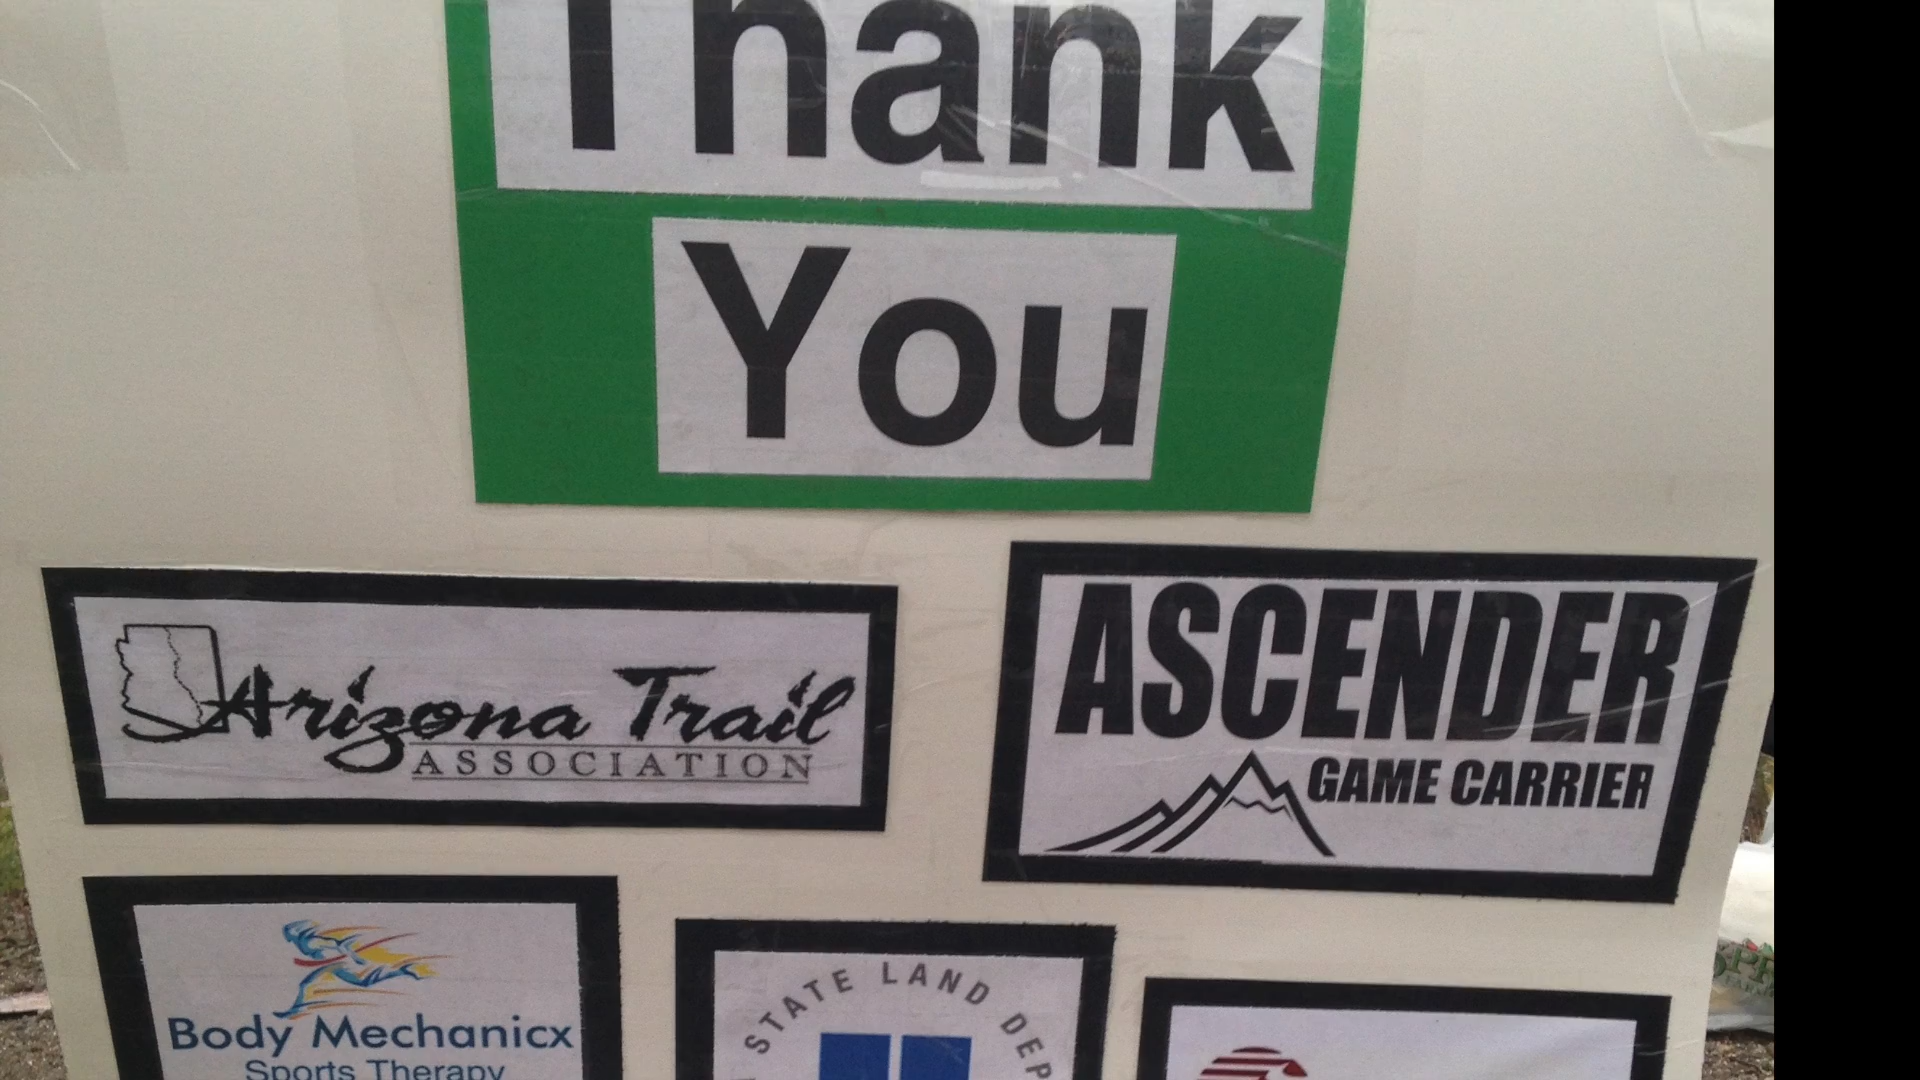 Thank
You
Arizona Trail
ASSOCIATION
ASCENDER
GAME CARRIER
Body Mechanicx
Sports Therapy
STATE LAND DEP